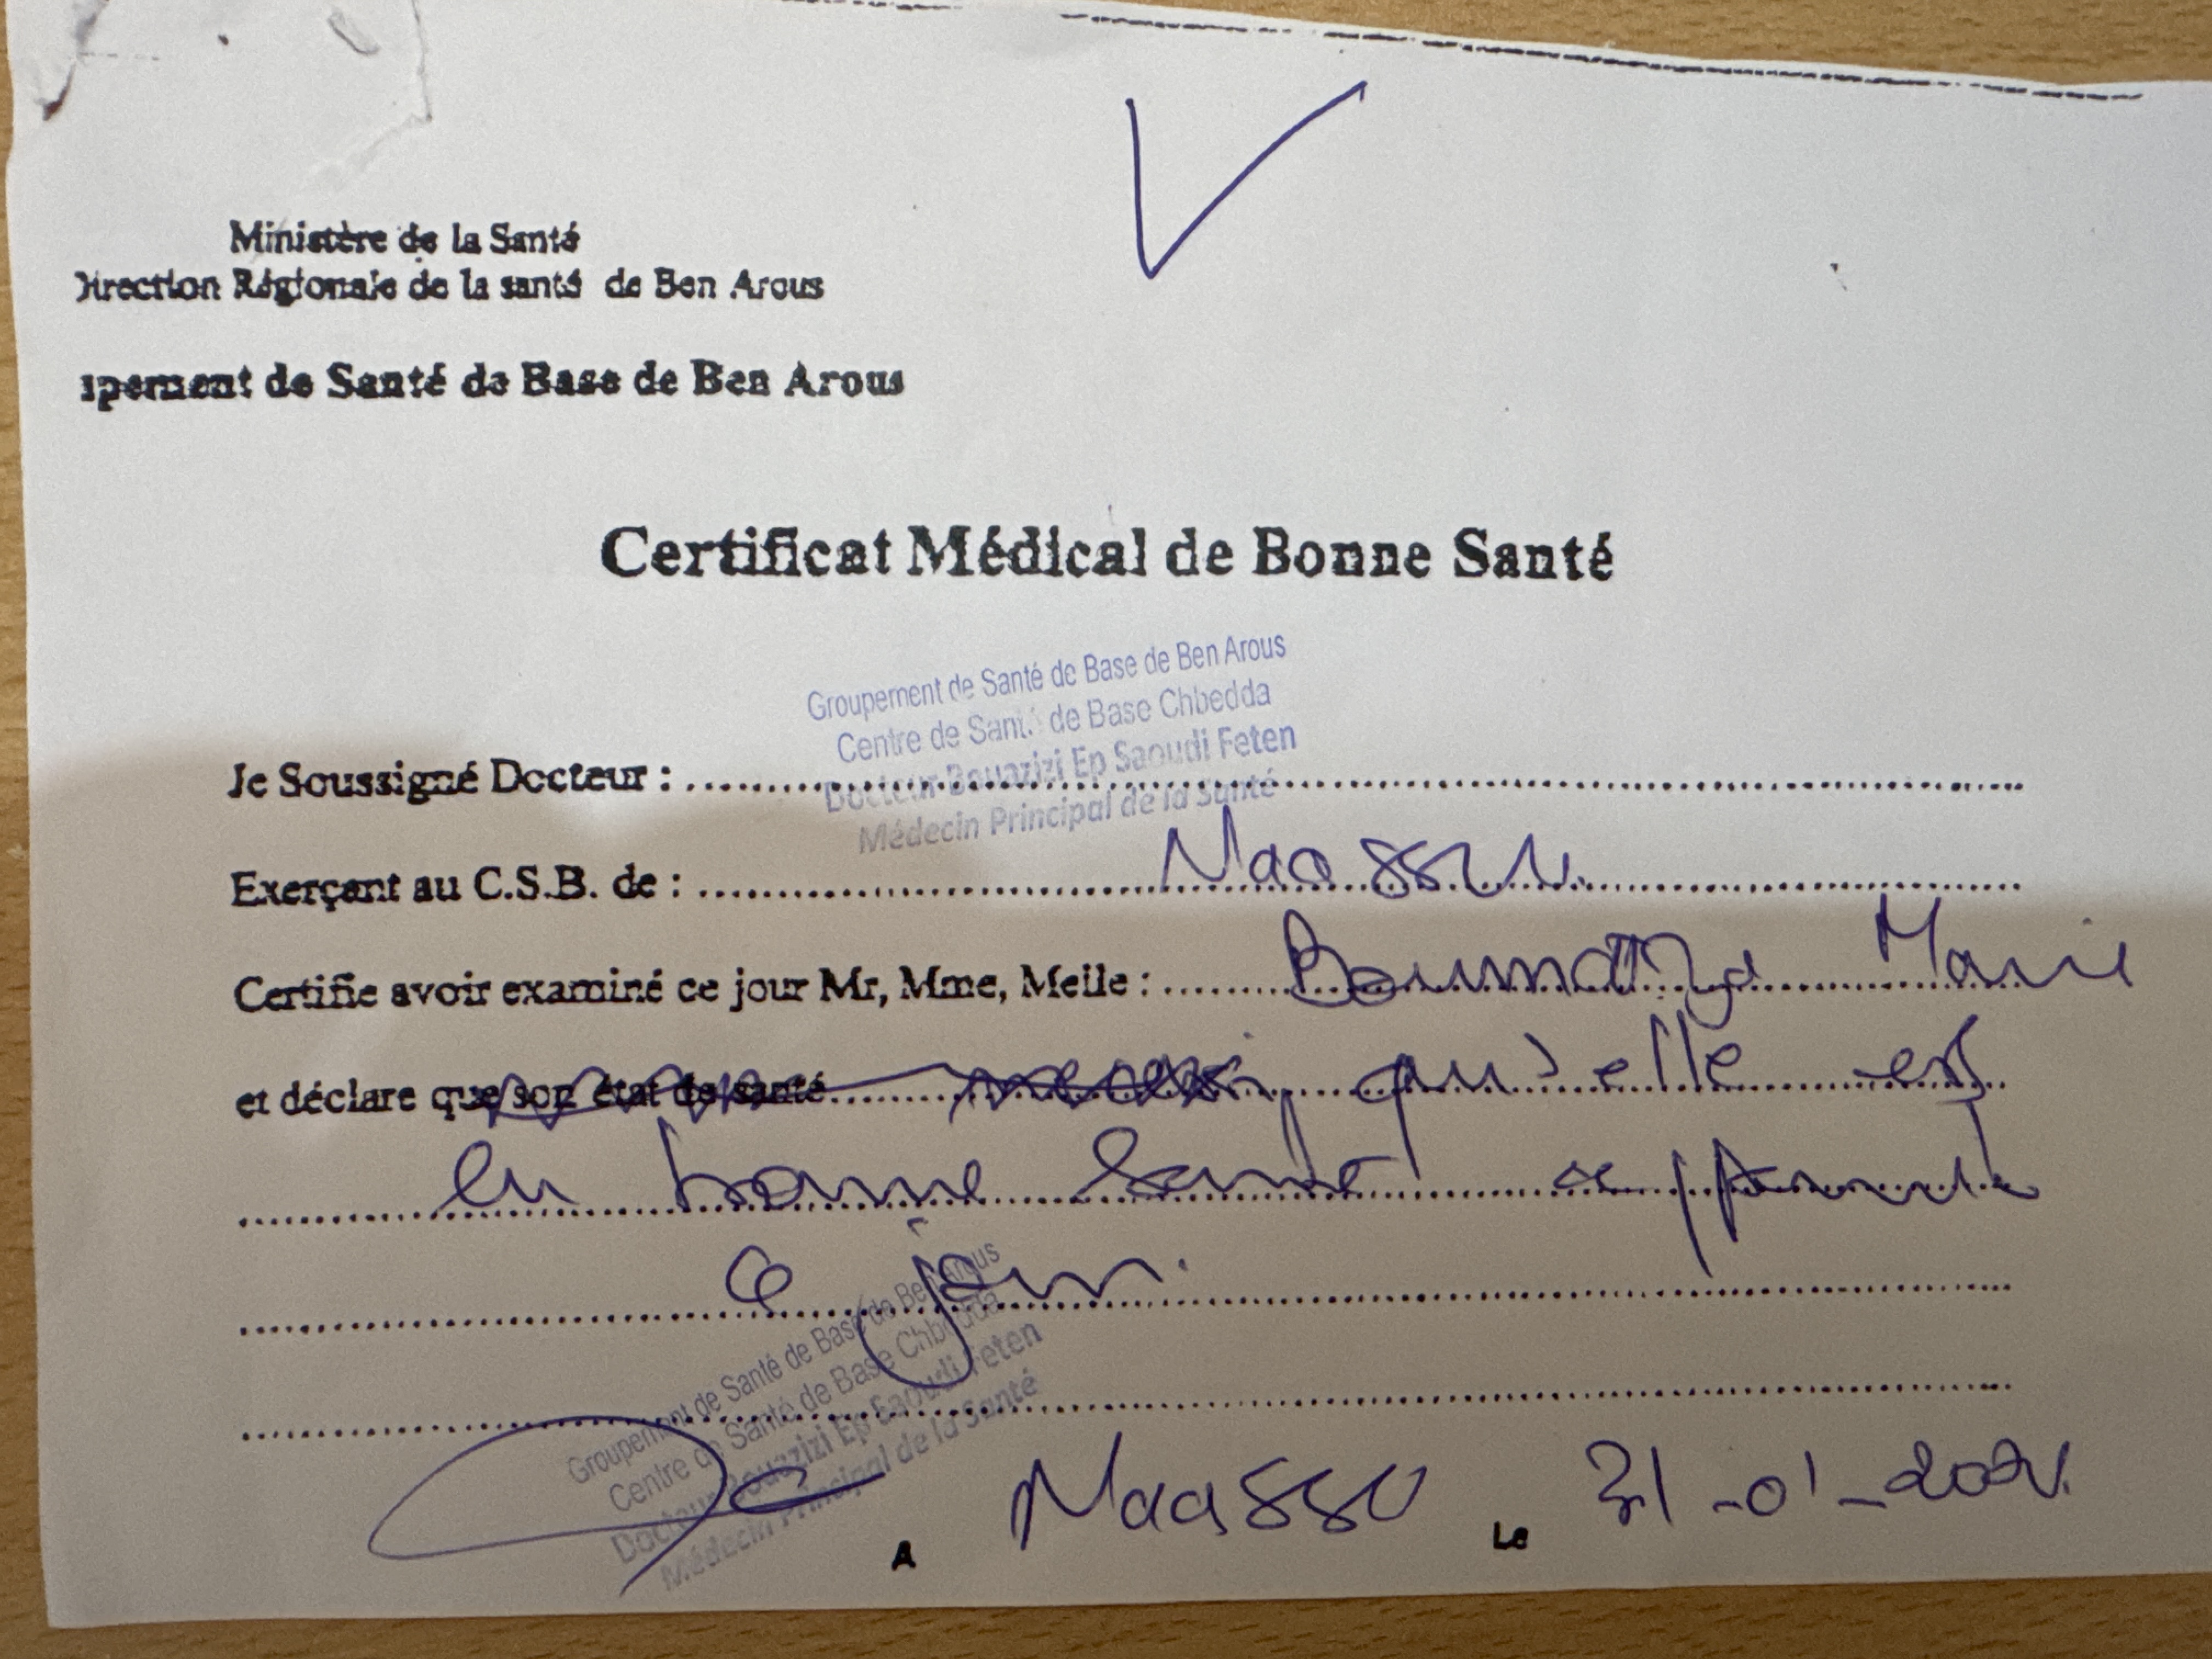 Ministère de la Santé
Direction Régionale de la santé de Ben Arous
ipement de Santé de Base de Ben Arous
Certificat Médical de Bonne Santé
Groupement de Santé de Base de Ben Arous
Centre de Santé de Base Chbedda
Docteur Bouazizi Ep Saoudi Feten
Médecin Principal de la Santé
Je Soussigné Docteur :
Exerçant au C.S.B. de :
Certifie avoir examiné ce jour Mr, Mme, Melle :
et déclare que son état de santé qu'elle est
en bonne santé apparente
ce jour.
Groupement de Santé de Base de Ben Arous
Centre de Santé de Base Chbedda
Docteur Bouazizi Ep Saoudi Feten
Médecin Principal de la Santé
A Le